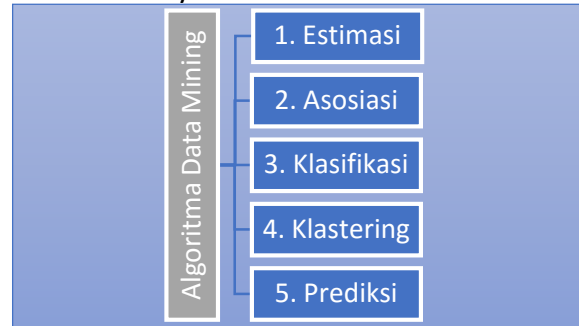 Algoritma Data Mining
1. Estimasi
2. Asosiasi
3. Klasifikasi
4. Klastering
5. Prediksi